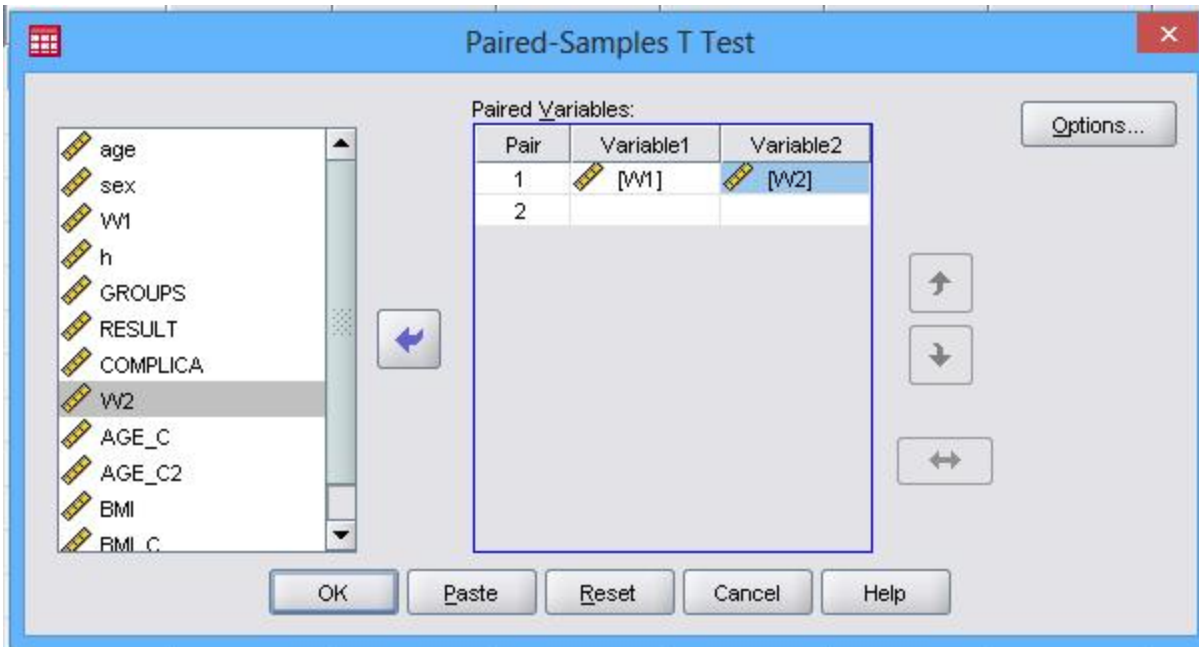 Paired-Samples T Test
Paired Variables:
Options...
Pair Variable1 Variable2
1 [W1] [W2]
2
age
sex
W1
h
GROUPS
RESULT
COMPLICA
W2
AGE_C
AGE_C2
BMI
BMI_C
OK Paste Reset Cancel Help